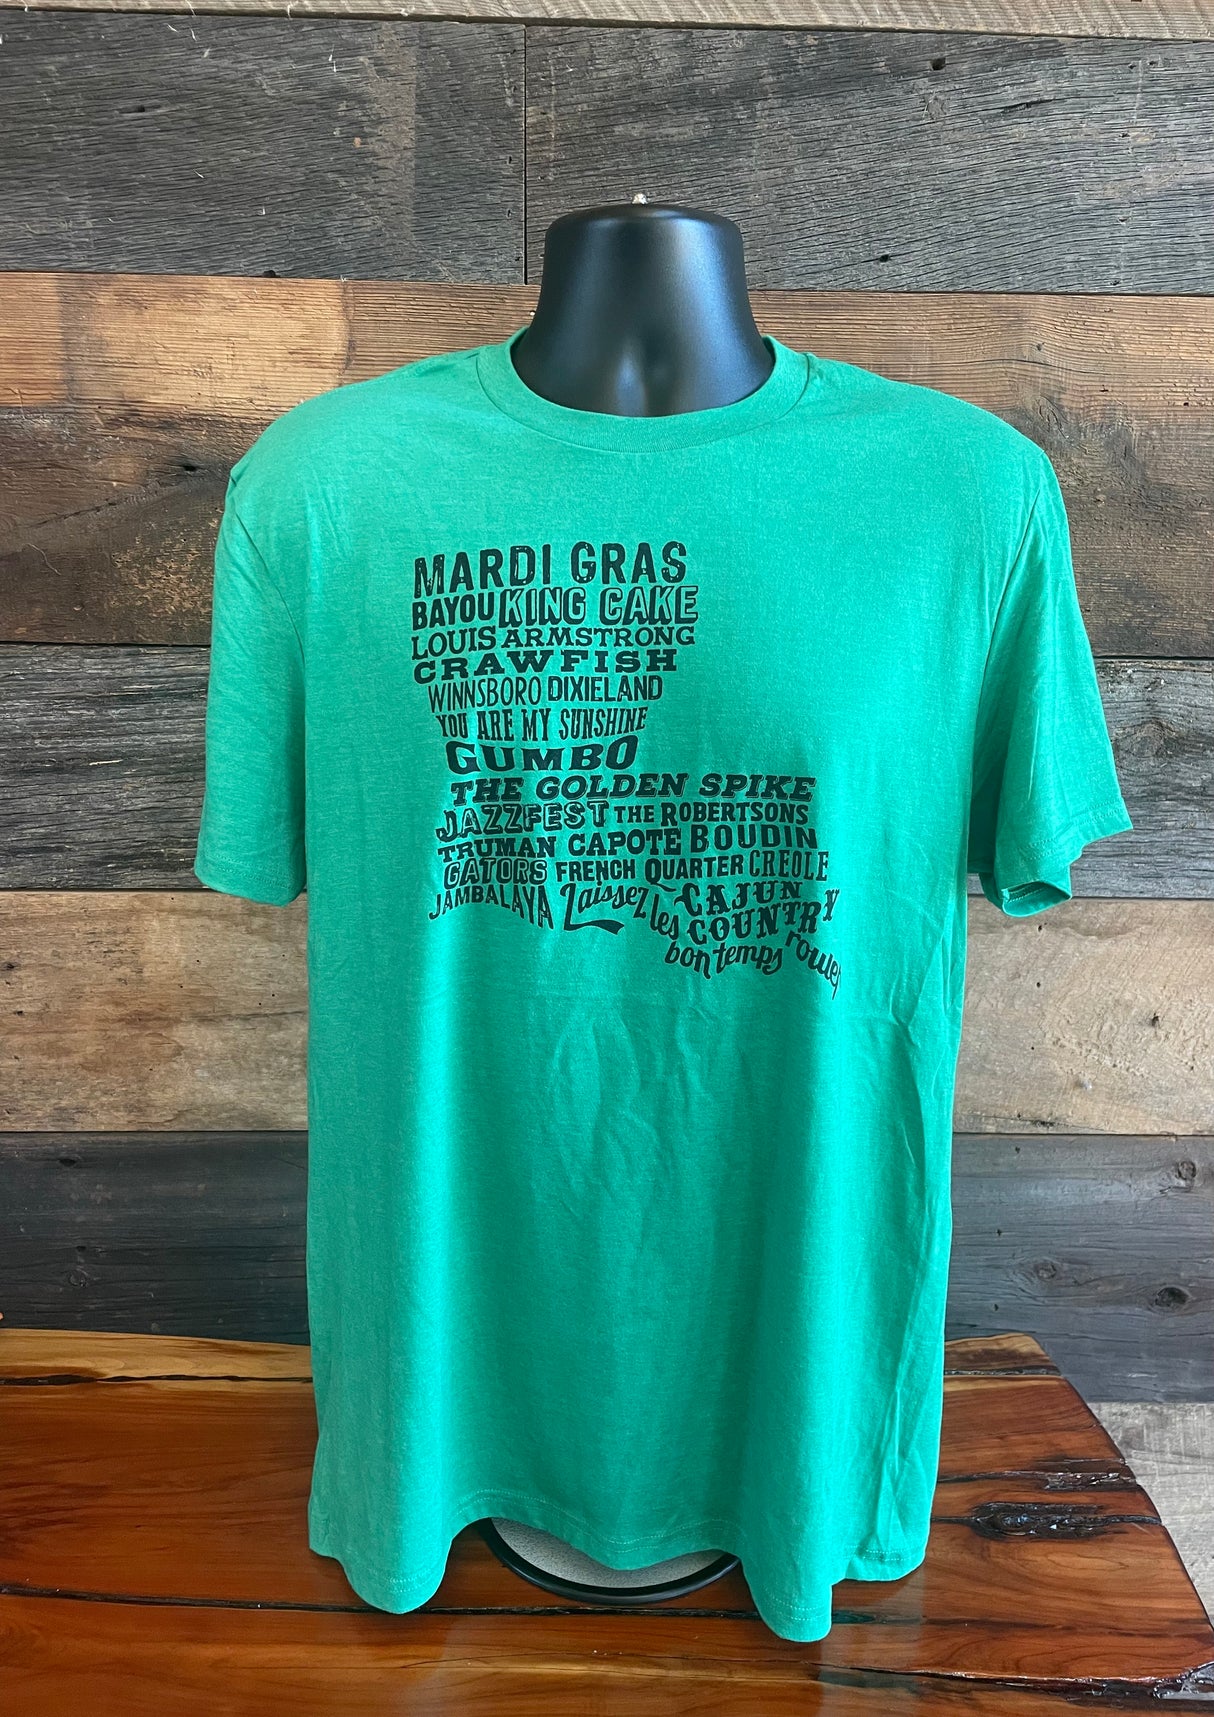 MARDI GRAS
BAYOU KING CAKE
LOUIS ARMSTRONG
CRAWFISH
WINNSBORO DIXIELAND
YOU ARE MY SUNSHINE
GUMBO
THE GOLDEN SPIKE
JAZZFEST THE ROBERTSONS
TRUMAN CAPOTE BOUDIN
GATORS FRENCH QUARTER CREOLE
JAMBALAYA Laissez les CAJUN
COUNTRY
bon temps rouler